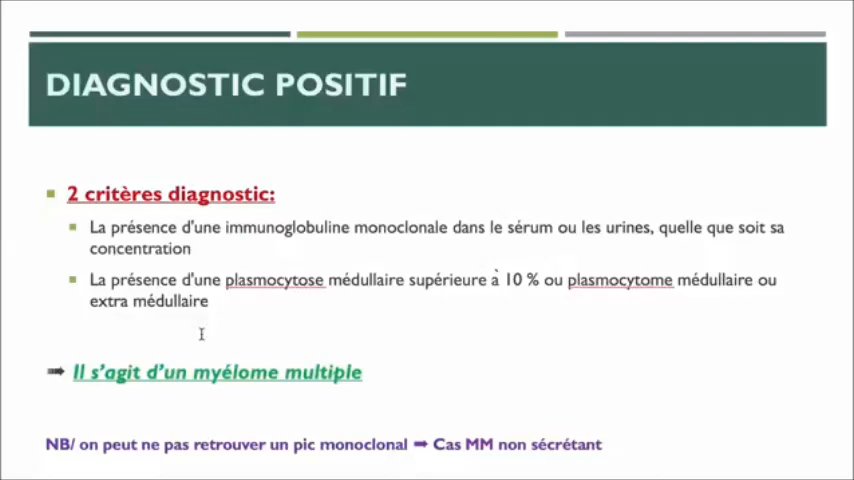 DIAGNOSTIC POSITIF
2 critères diagnostic:
La présence d'une immunoglobuline monoclonale dans le sérum ou les urines, quelle que soit sa
concentration
La présence d'une plasmocytose médullaire supérieure à 10 % ou plasmocytome médullaire ou
extra médullaire
➡ Il s'agit d'un myélome multiple
NB/ on peut ne pas retrouver un pic monoclonal ➡ Cas MM non sécrétant